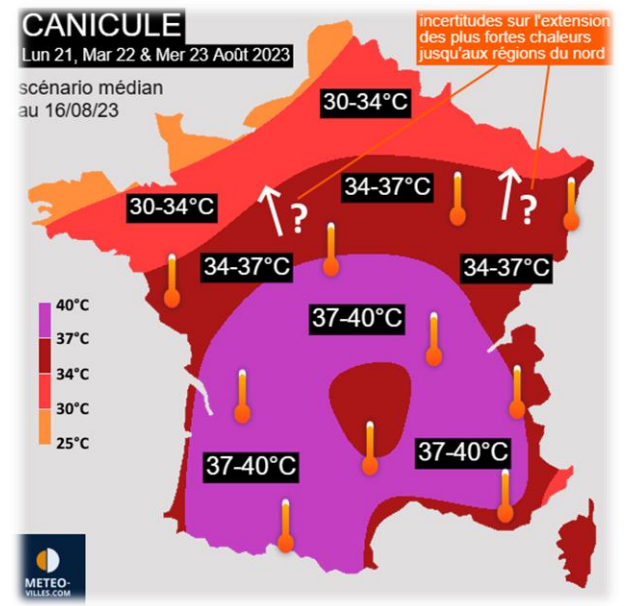 CANICULE
Lun 21, Mar 22 & Mer 23 Août 2023
scénario médian
au 16/08/23
incertitudes sur l'extension
des plus fortes chaleurs
jusqu'aux régions du nord
30-34°C
34-37°C
30-34°C
?
?
34-37°C
34-37°C
37-40°C
40°C
37°C
34°C
30°C
25°C
37-40°C
37-40°C
METEO-
VILLES.COM